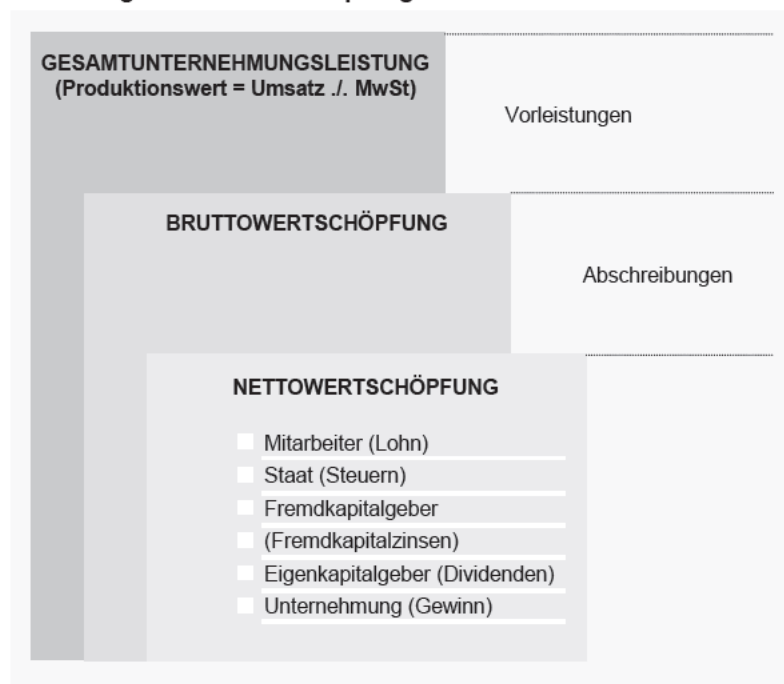 GESAMTUNTERNEHMUNGSLEISTUNG
(Produktionswert = Umsatz ./. MwSt)
Vorleistungen
BRUTTOWERTSCHÖPFUNG
Abschreibungen
NETTOWERTSCHÖPFUNG
Mitarbeiter (Lohn)
Staat (Steuern)
Fremdkapitalgeber
(Fremdkapitalzinsen)
Eigenkapitalgeber (Dividenden)
Unternehmung (Gewinn)